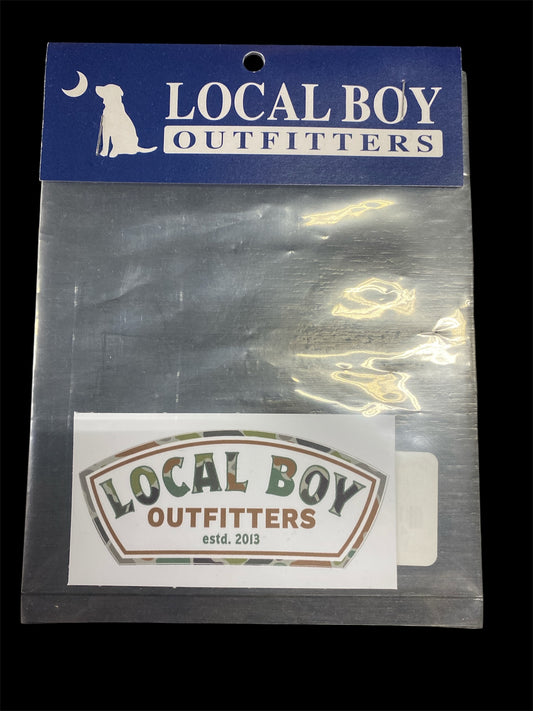 LOCAL BOY
OUTFITTERS
LOCAL BOY
OUTFITTERS
estd. 2013